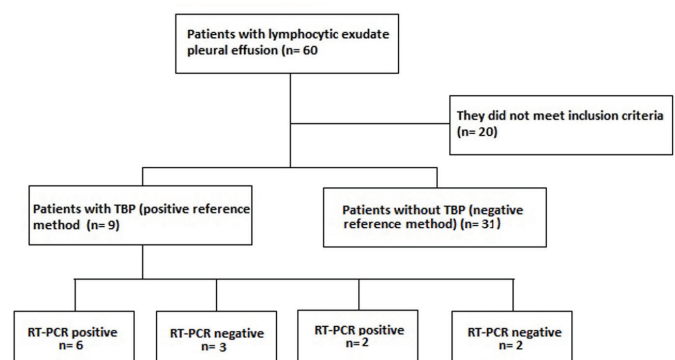 Patients with lymphocytic exudate
pleural effusion (n= 60
They did not meet inclusion criteria
(n= 20)
Patients with TBP (positive reference
method (n= 9)
Patients without TBP (negative
reference method) (n= 31)
RT-PCR positive
n= 6
RT-PCR negative
n= 3
RT-PCR positive
n= 2
RT-PCR negative
n= 2